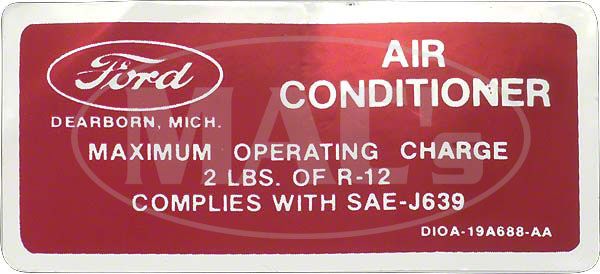 Ford
DEARBORN, MICH.
AIR
CONDITIONER
MAXIMUM OPERATING CHARGE
2 LBS. OF R-12
COMPLIES WITH SAE-J639
DIOA-19A688-AA
MAC's